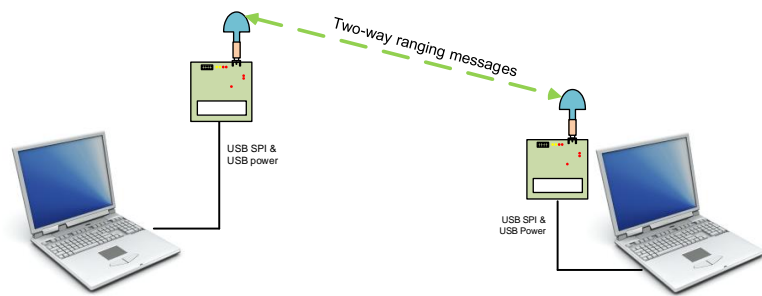 Two-way ranging messages
USB SPI &
USB power
USB SPI &
USB Power